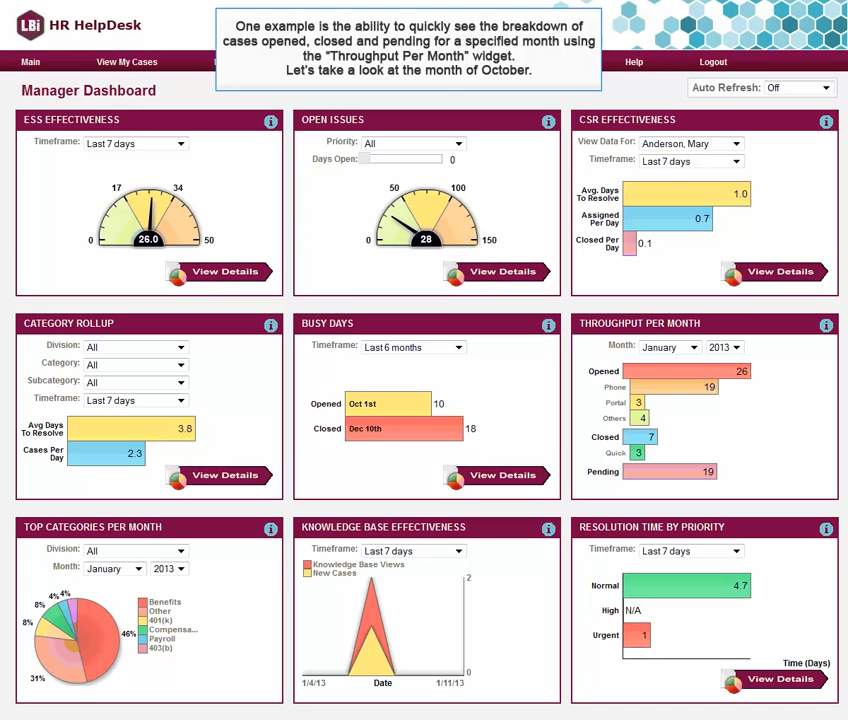 LBi HR HelpDesk
One example is the ability to quickly see the breakdown of
cases opened, closed and pending for a specified month using
the "Throughput Per Month" widget.
Let's take a look at the month of October.
Main View My Cases Help Logout
Manager Dashboard
Auto Refresh: Off
ESS EFFECTIVENESS
Timeframe: Last 7 days
17 34
0 50
26.0
View Details
OPEN ISSUES
Priority: All
Days Open: 0
50 100
0 150
28
View Details
CSR EFFECTIVENESS
View Data For: Anderson, Mary
Timeframe: Last 7 days
Avg. Days
To Resolve 1.0
Assigned
Per Day 0.7
Closed Per
Day 0.1
View Details
CATEGORY ROLLUP
Division: All
Category: All
Subcategory: All
Timeframe: Last 7 days
Avg Days
To Resolve 3.8
Cases Per
Day 2.3
View Details
BUSY DAYS
Timeframe: Last 6 months
Opened Oct 1st 10
Closed Dec 10th 18
View Details
THROUGHPUT PER MONTH
Month: January 2013
Opened 26
Phone 19
Portal 3
Others 4
Closed 7
Quick 3
Pending 19
TOP CATEGORIES PER MONTH
Division: All
Month: January 2013
4% 4%
8%
8%
46%
31%
Benefits
Other
401(k)
Compensa...
Payroll
403(b)
KNOWLEDGE BASE EFFECTIVENESS
Timeframe: Last 7 days
Knowledge Base Views
New Cases
2
0
1/4/13 Date 1/11/13
RESOLUTION TIME BY PRIORITY
Timeframe: Last 7 days
Normal 4.7
High N/A
Urgent 1
Time (Days)
View Details